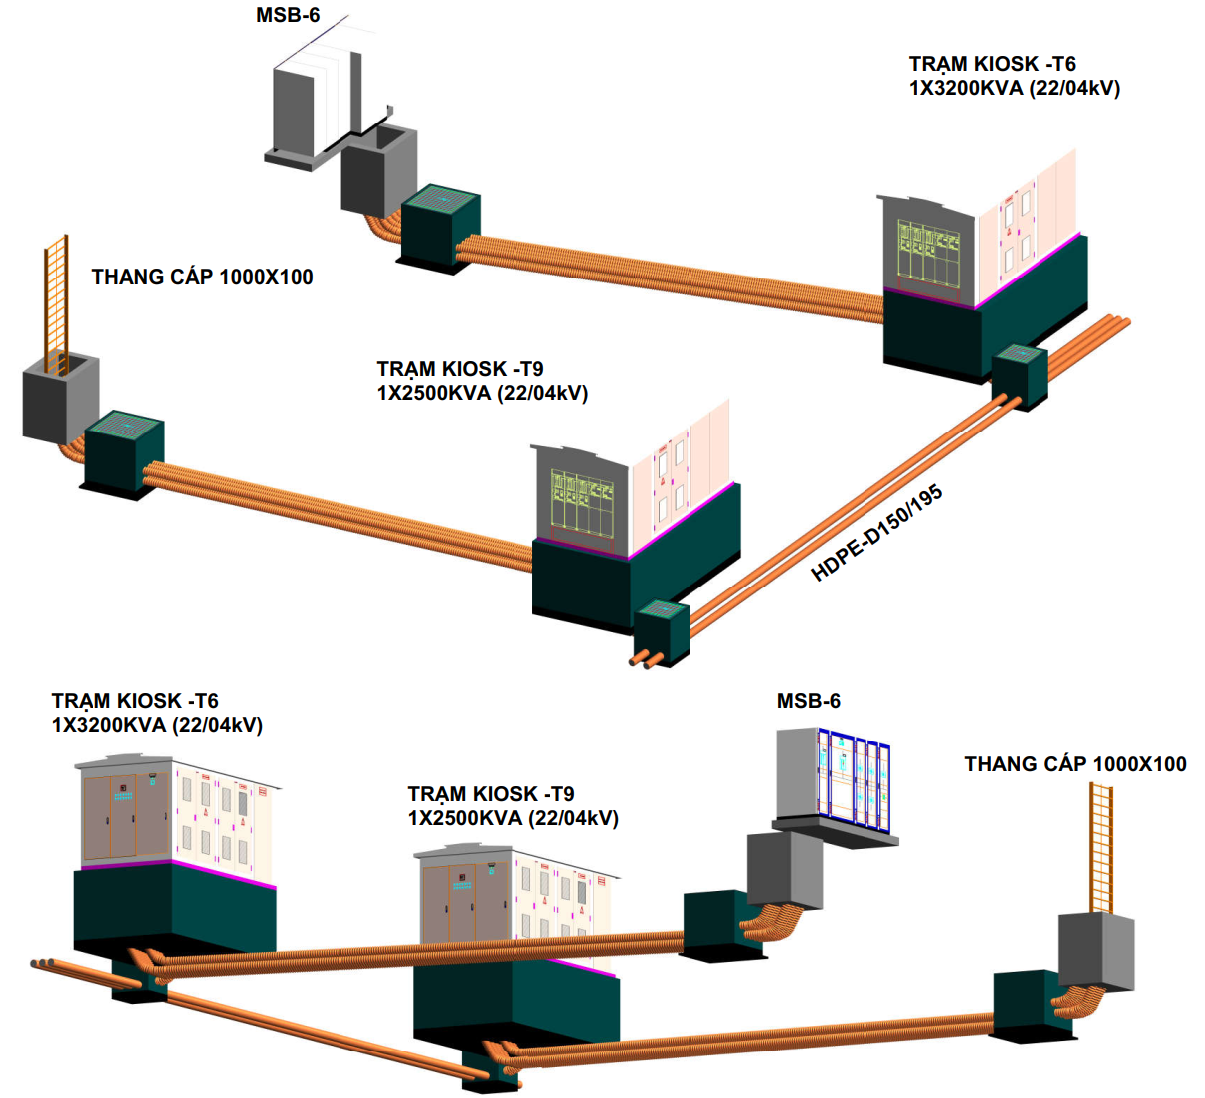 MSB-6
TRẠM KIOSK -T6
1X3200KVA (22/04kV)
THANG CÁP 1000X100
TRẠM KIOSK -T9
1X2500KVA (22/04kV)
HDPE-D150/195
TRẠM KIOSK -T6
1X3200KVA (22/04kV)
MSB-6
THANG CÁP 1000X100
TRẠM KIOSK -T9
1X2500KVA (22/04kV)